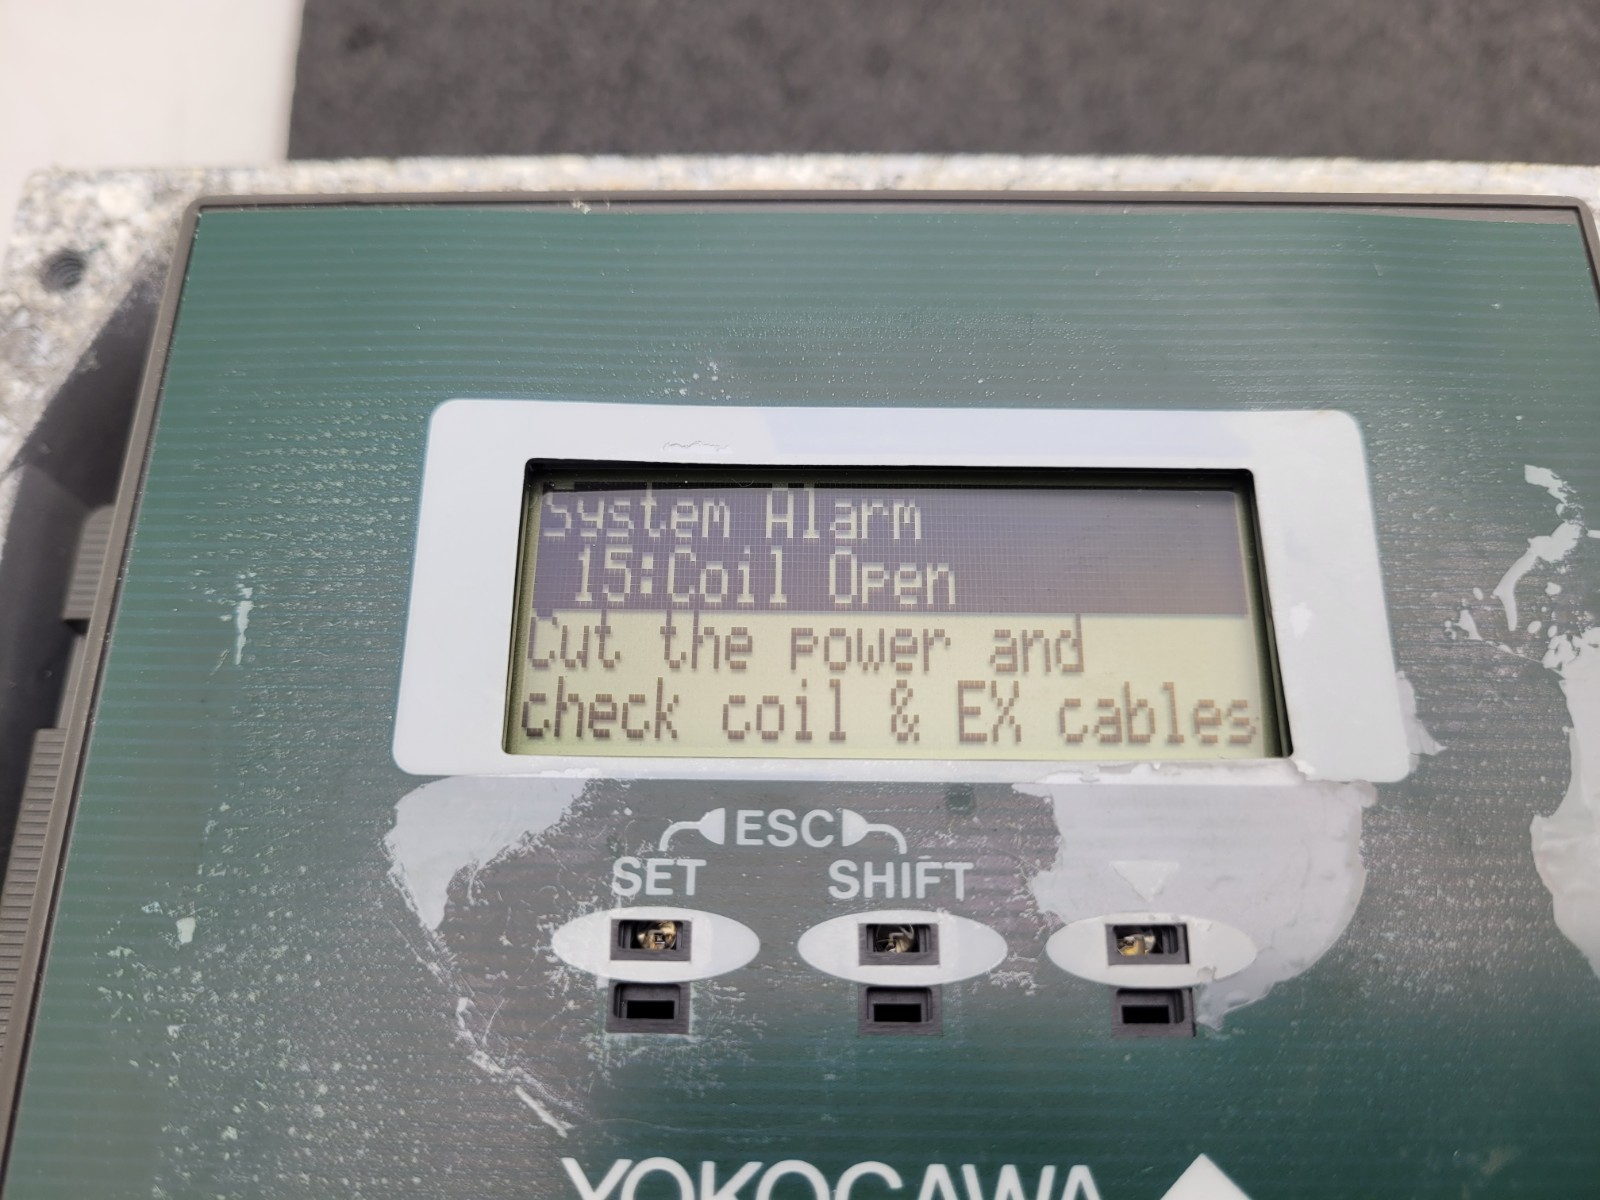 System Alarm
15:Coil Open
Cut the power and
check coil & EX cables
ESC
SET SHIFT
YOKOGAWA